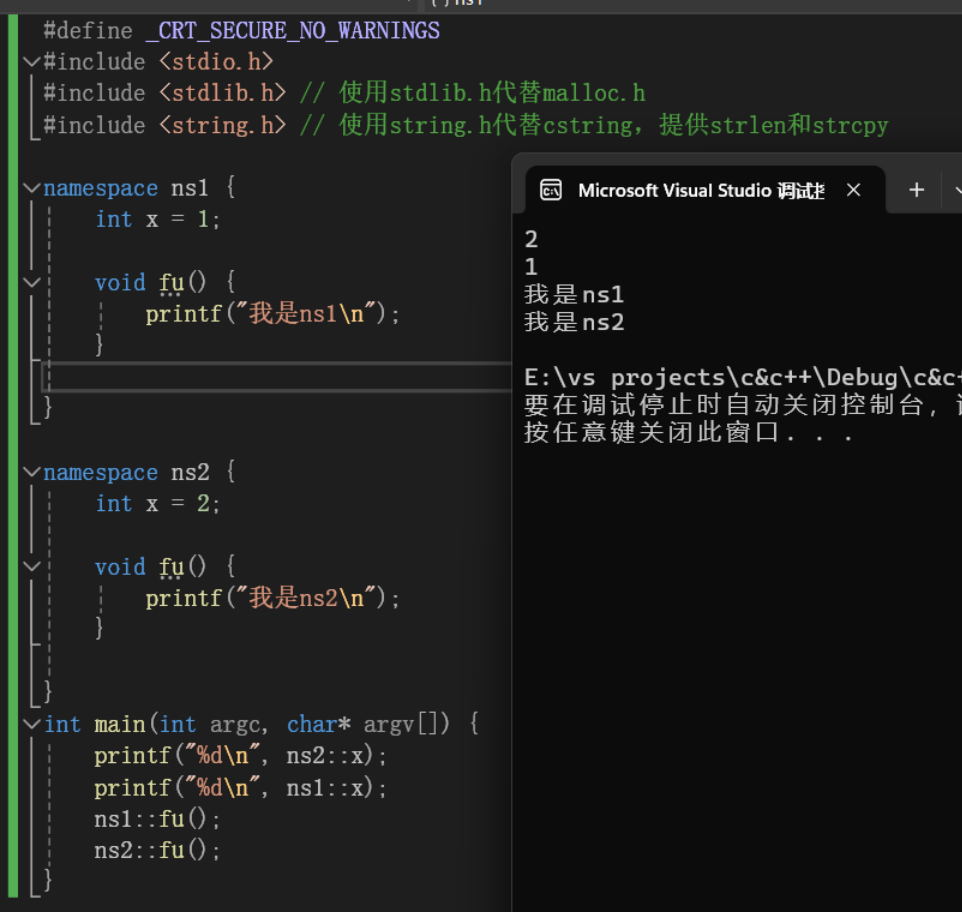 #define _CRT_SECURE_NO_WARNINGS
#include <stdio.h>
#include <stdlib.h> // 使用stdlib.h代替malloc.h
#include <string.h> // 使用string.h代替cstring，提供strlen和strcpy
namespace ns1 {
int x = 1;
void fu() {
printf("我是ns1\n");
}
}
namespace ns2 {
int x = 2;
void fu() {
printf("我是ns2\n");
}
}
int main(int argc, char* argv[]) {
printf("%d\n", ns2::x);
printf("%d\n", ns1::x);
ns1::fu();
ns2::fu();
}
Microsoft Visual Studio 调试
2
1
我是ns1
我是ns2
E:\vs projects\c&c++\Debug\c&c
要在调试停止时自动关闭控制台,
按任意键关闭此窗口. . .